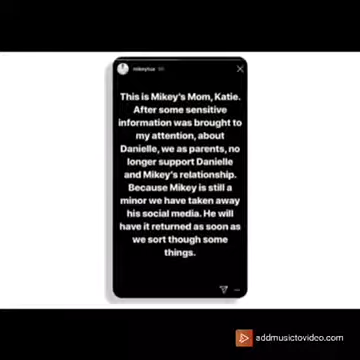 This is Mikey's Mom, Katie.
After some sensitive
information was brought to
my attention, about
Danielle, we as parents, no
longer support Danielle
and Mikey's relationship.
Because Mikey is still a
minor we have taken away
his social media. He will
have it returned as soon as
we sort though some
things.
addmusictovideo.com